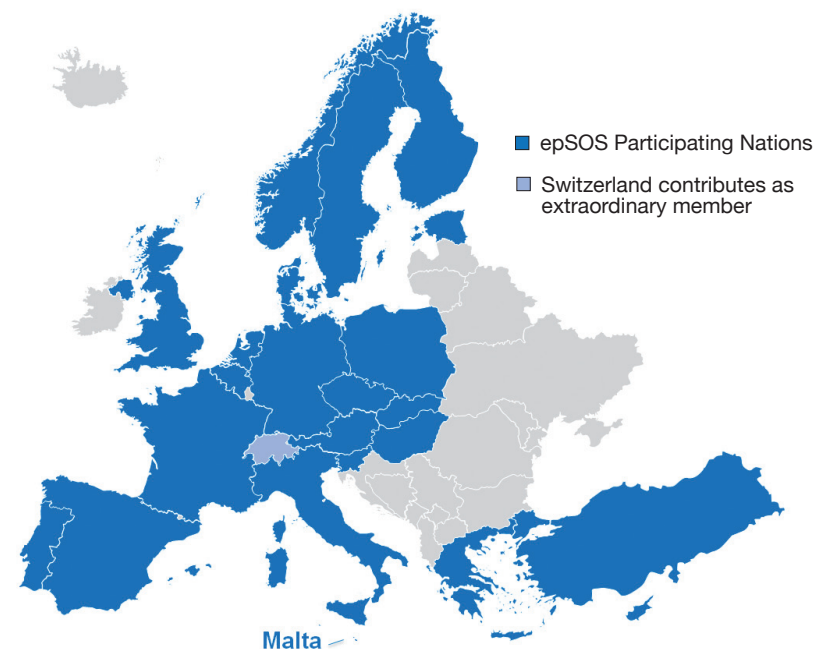 epSOS Participating Nations
Switzerland contributes as
extraordinary member
Malta